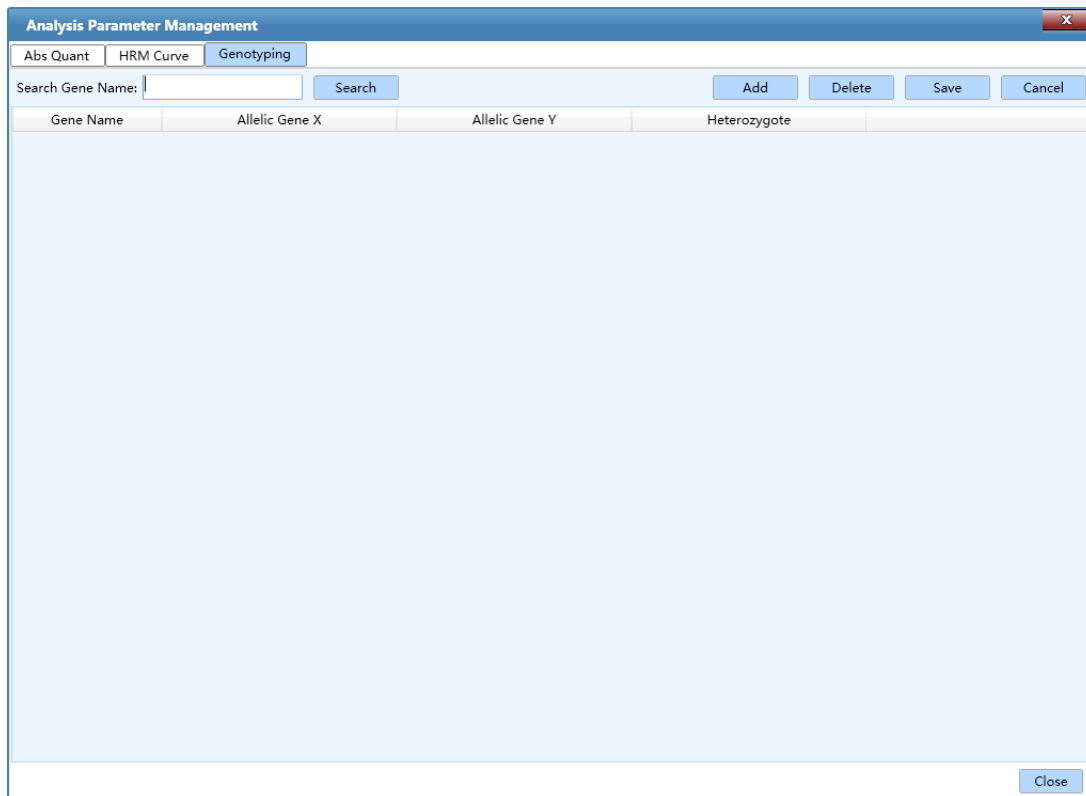 Analysis Parameter Management
x
Abs Quant HRM Curve Genotyping
Search Gene Name: Search Add Delete Save Cancel
Gene Name Allelic Gene X Allelic Gene Y Heterozygote
Close